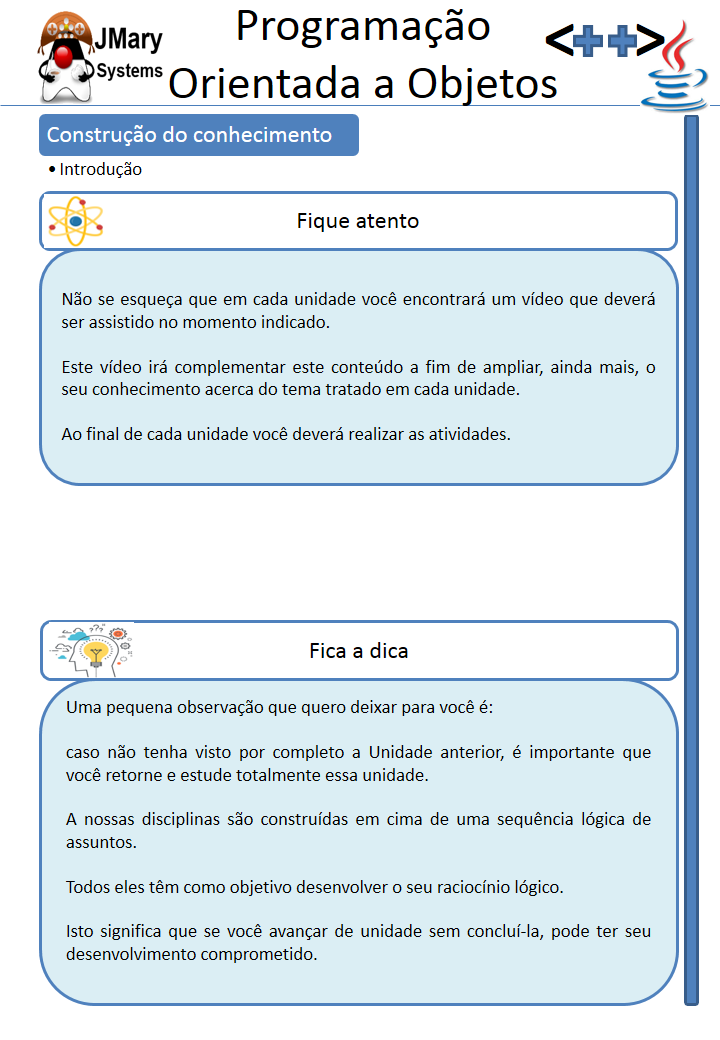 JMary
Systems
Programação
Orientada a Objetos
<++>
Construção do conhecimento
• Introdução
Fique atento
Não se esqueça que em cada unidade você encontrará um vídeo que deverá
ser assistido no momento indicado.
Este vídeo irá complementar este conteúdo a fim de ampliar, ainda mais, o
seu conhecimento acerca do tema tratado em cada unidade.
Ao final de cada unidade você deverá realizar as atividades.
Fica a dica
Uma pequena observação que quero deixar para você é:
caso não tenha visto por completo a Unidade anterior, é importante que
você retorne e estude totalmente essa unidade.
A nossas disciplinas são construídas em cima de uma sequência lógica de
assuntos.
Todos eles têm como objetivo desenvolver o seu raciocínio lógico.
Isto significa que se você avançar de unidade sem concluí-la, pode ter seu
desenvolvimento comprometido.